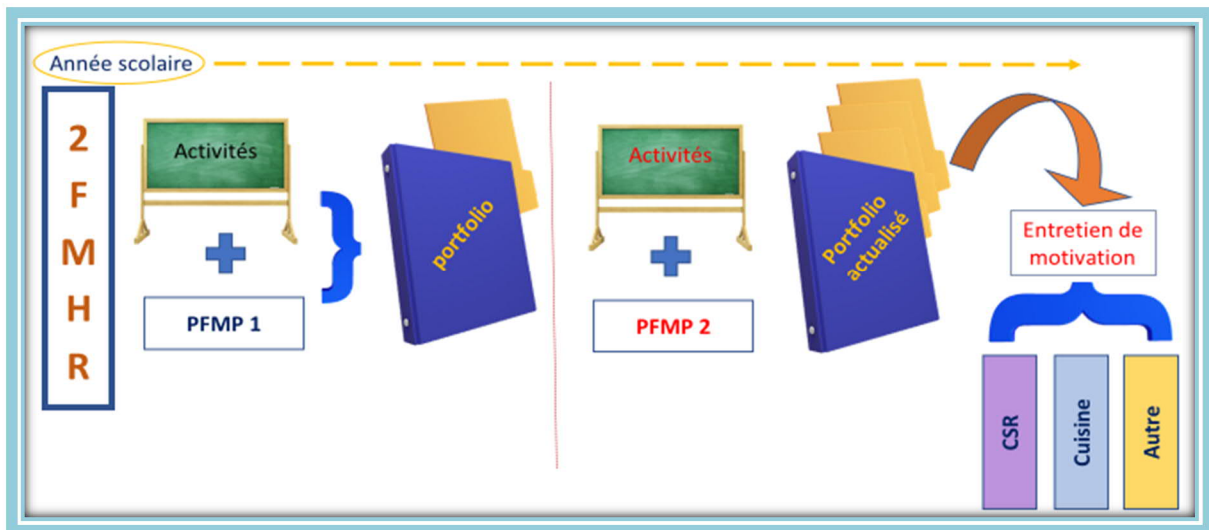 Année scolaire
2
F
M
H
R
Activités
PFMP 1
portfolio
Activités
PFMP 2
Portfolio
actualisé
Entretien de
motivation
CSR
Cuisine
Autre